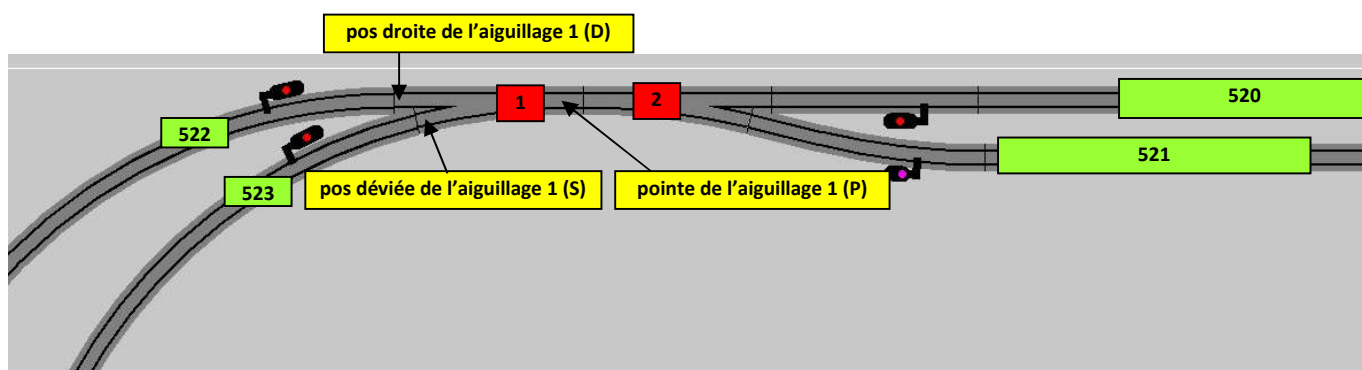 pos droite de l’aiguillage 1 (D)
1
2
520
522
521
523
pos déviée de l’aiguillage 1 (S)
pointe de l’aiguillage 1 (P)